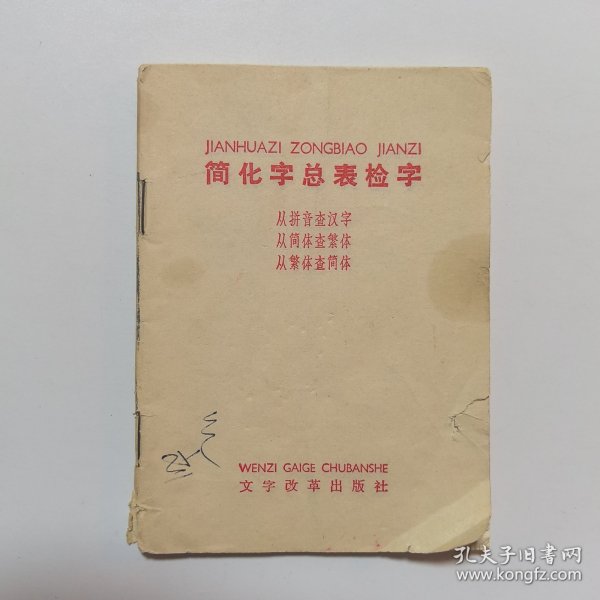 JIANHUAZI ZONGBIAO JIANZI
简化字总表检字
从拼音查汉字
从简体查繁体
从繁体查简体
WENZI GAIGE CHUBANSHE
文字改革出版社
孔夫子旧书网
www.kongfz.com